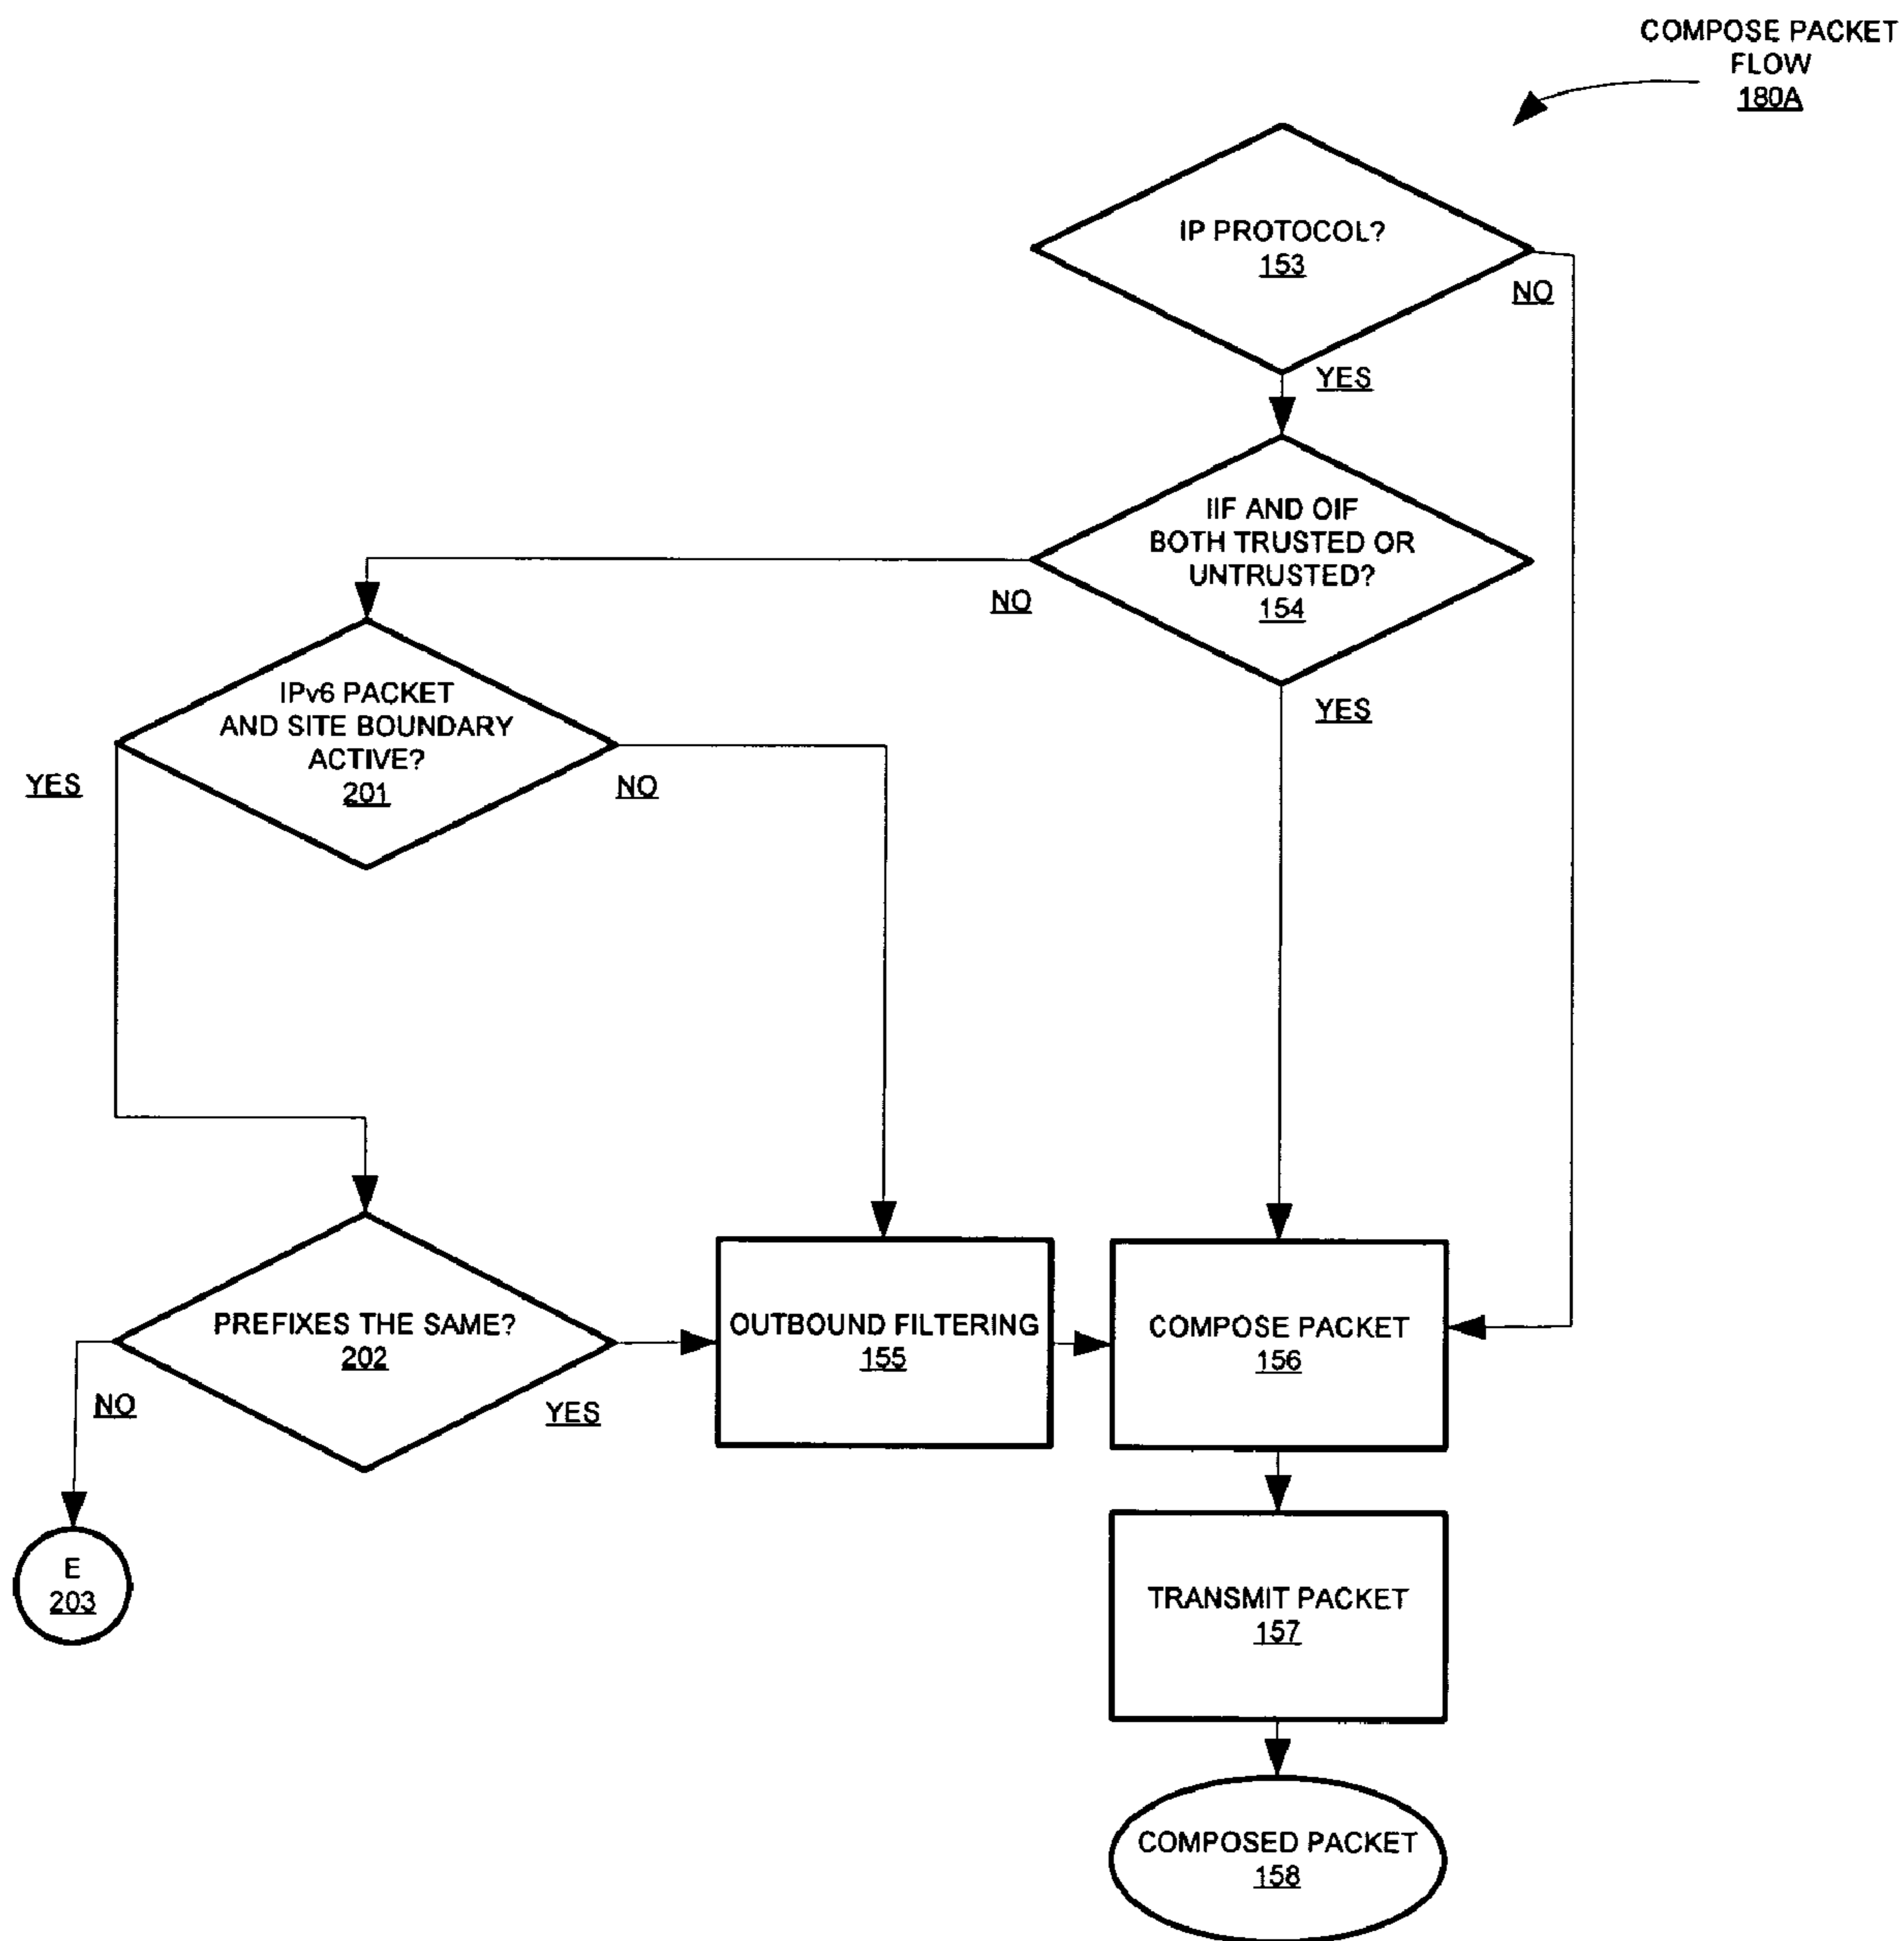 COMPOSE PACKET
FLOW
180A
IP PROTOCOL?
153
NO
YES
IIF AND OIF
BOTH TRUSTED OR
UNTRUSTED?
154
NO
YES
IPv6 PACKET
AND SITE BOUNDARY
ACTIVE?
201
YES
NO
PREFIXES THE SAME?
202
NO
YES
OUTBOUND FILTERING
155
COMPOSE PACKET
156
E
203
TRANSMIT PACKET
157
COMPOSED PACKET
158